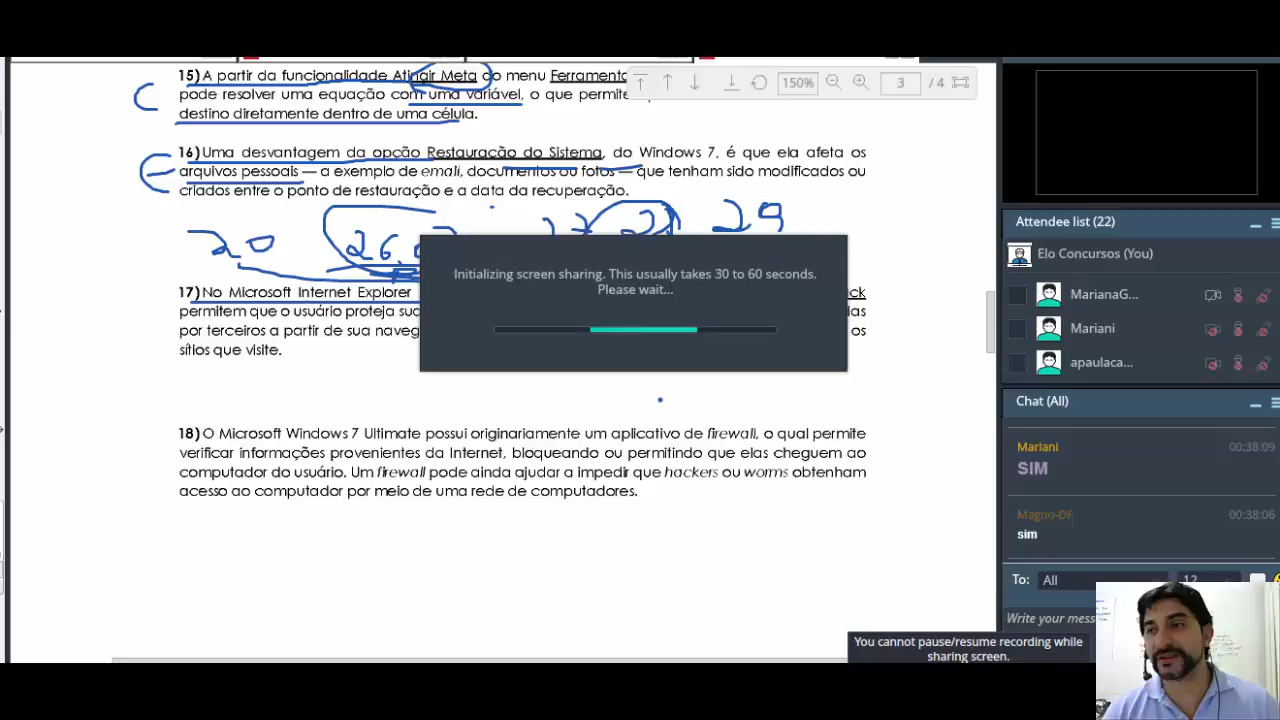 15) A partir da funcionalidade Atingir Meta do menu Ferramenta
pode resolver uma equação com uma variável, o que permite
destino diretamente dentro de uma célula.
C
150%
3
/ 4
16) Uma desvantagem da opção Restauração do Sistema, do Windows 7, é que ela afeta os
arquivos pessoais — a exemplo de emali, documentos ou fotos — que tenham sido modificados ou
criados entre o ponto de restauração e a data da recuperação.
E
20 26 29
Initializing screen sharing. This usually takes 30 to 60 seconds.
Please wait...
17) No Microsoft Internet Explorer
permitem que o usuário proteja
por terceiros a partir de sua
sítios que visite.
os
18) O Microsoft Windows 7 Ultimate possui originariamente um aplicativo de firewall, o qual permite
verificar informações provenientes da Internet, bloqueando ou permitindo que elas cheguem ao
computador do usuário. Um firewall pode ainda ajudar a impedir que hackers ou worms obtenham
acesso ao computador por meio de uma rede de computadores.
Attendee list (22)
Elo Concursos (You)
MarianaG...
Mariani
apaulaca...
Chat (All)
Mariani 00:38:09
SIM
Magno-Df 00:38:06
sim
To: All 12
Write your mess
You cannot pause/resume recording while
sharing screen.